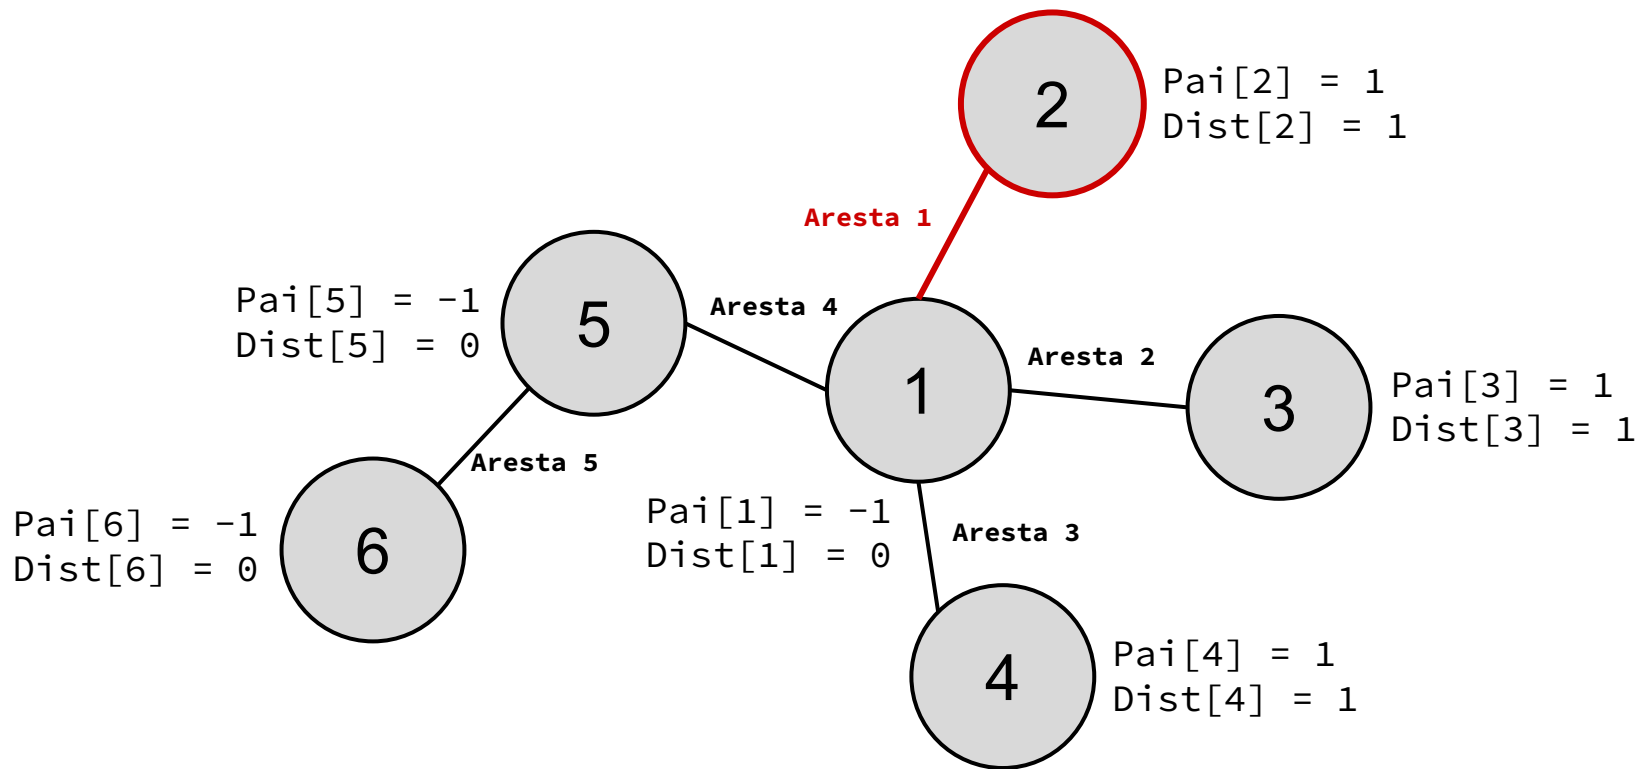 2
Pai[2] = 1
Dist[2] = 1
Aresta 1
5
Pai[5] = −1
Dist[5] = 0
Aresta 4
1
Aresta 2
3
Pai[3] = 1
Dist[3] = 1
Aresta 5
6
Pai[6] = −1
Dist[6] = 0
Pai[1] = −1
Dist[1] = 0
Aresta 3
4
Pai[4] = 1
Dist[4] = 1